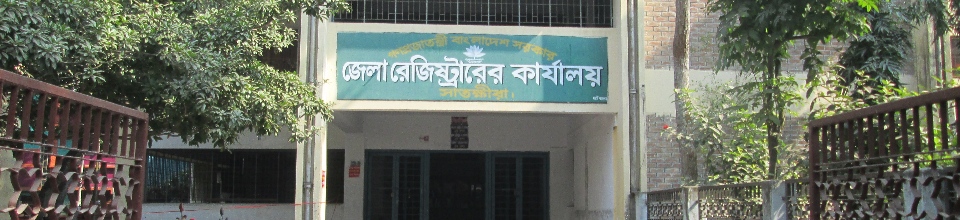 গণপ্রজাতন্ত্রী বাংলাদেশ সরকার
জেলা রেজিষ্ট্রারের কার্যালয়
সাতক্ষীরা।